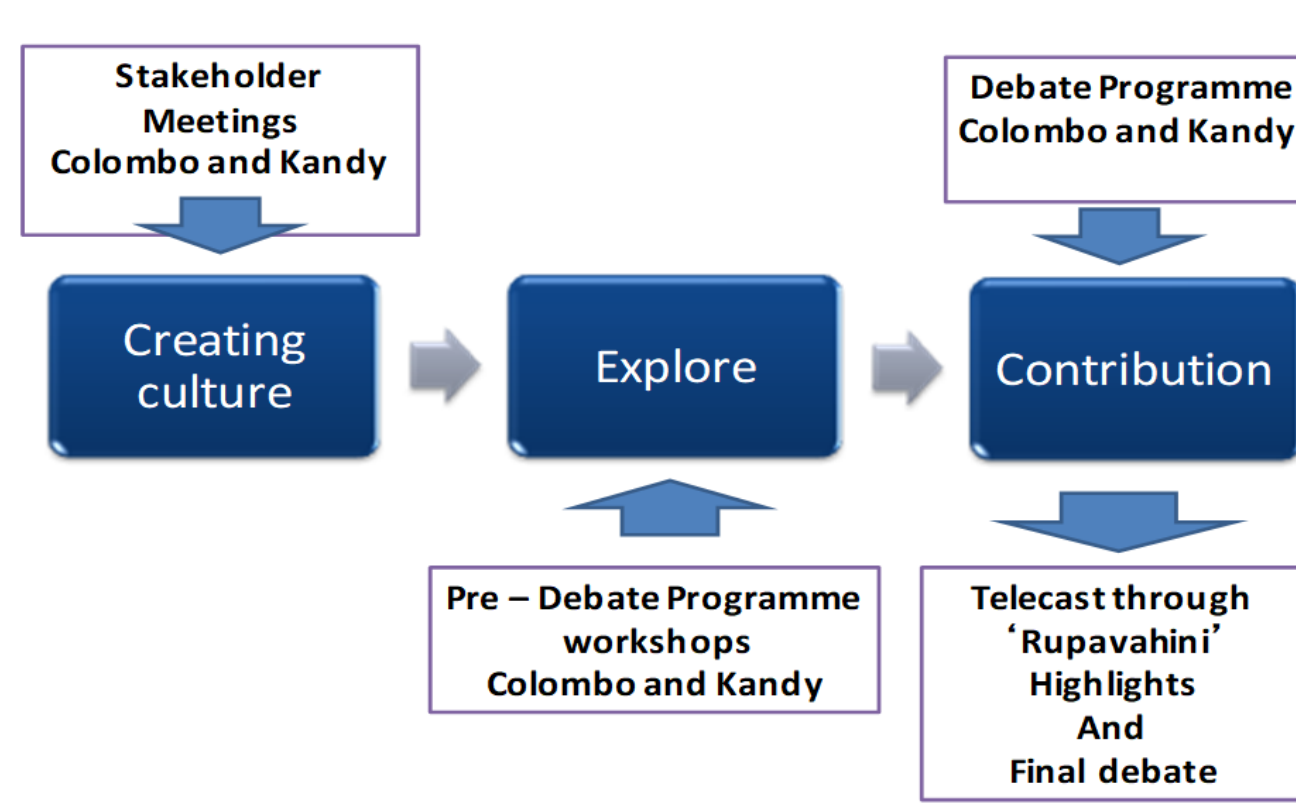 Stakeholder
Meetings
Colombo and Kandy
Debate Programme
Colombo and Kandy
Creating
culture
Explore
Contribution
Pre – Debate Programme
workshops
Colombo and Kandy
Telecast through
‘Rupavahini’
Highlights
And
Final debate